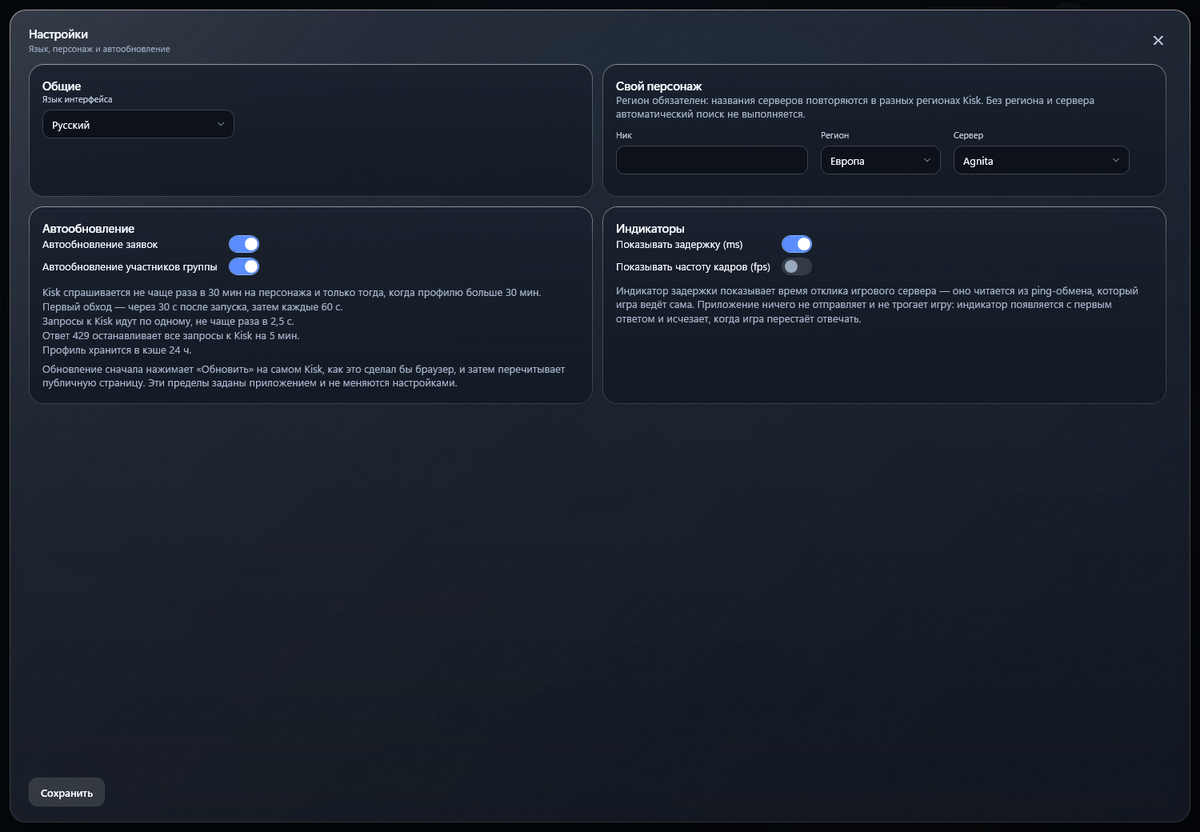 Настройки
Язык, персонаж и автообновление
Общие
Язык интерфейса
Русский
Свой персонаж
Регион обязателен: названия серверов повторяются в разных регионах Kisk. Без региона и сервера
автоматический поиск не выполняется.
Ник
Регион
Сервер
Европа
Agnita
Автообновление
Автообновление заявок
Автообновление участников группы
Kisk спрашивается не чаще раза в 30 мин на персонажа и только тогда, когда профилю больше 30 мин.
Первый обход — через 30 с после запуска, затем каждые 60 с.
Запросы к Kisk идут по одному, не чаще раза в 2,5 с.
Ответ 429 останавливает все запросы к Kisk на 5 мин.
Профиль хранится в кэше 24 ч.
Обновление сначала нажимает «Обновить» на самом Kisk, как это сделал бы браузер, и затем перечитывает
публичную страницу. Эти пределы заданы приложением и не меняются настройками.
Индикаторы
Показывать задержку (ms)
Показывать частоту кадров (fps)
Индикатор задержки показывает время отклика игрового сервера — оно читается из ping-обмена, который
игра ведёт сама. Приложение ничего не отправляет и не трогает игру: индикатор появляется с первым
ответом и исчезает, когда игра перестаёт отвечать.
Сохранить